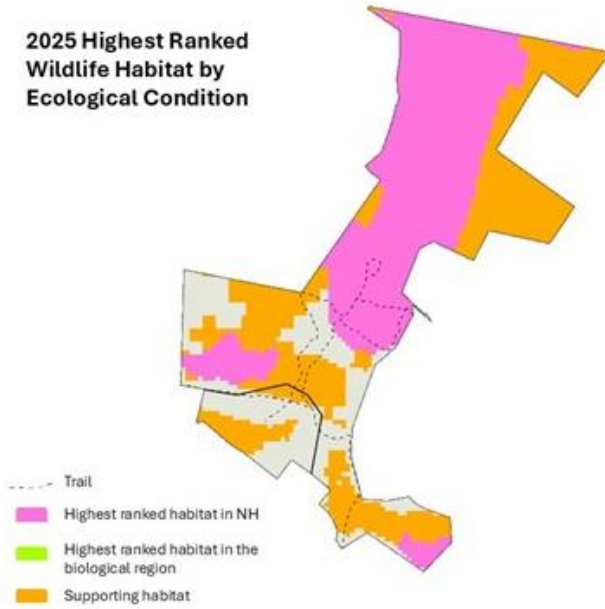 2025 Highest Ranked
Wildlife Habitat by
Ecological Condition
Trail
Highest ranked habitat in NH
Highest ranked habitat in the
biological region
Supporting habitat